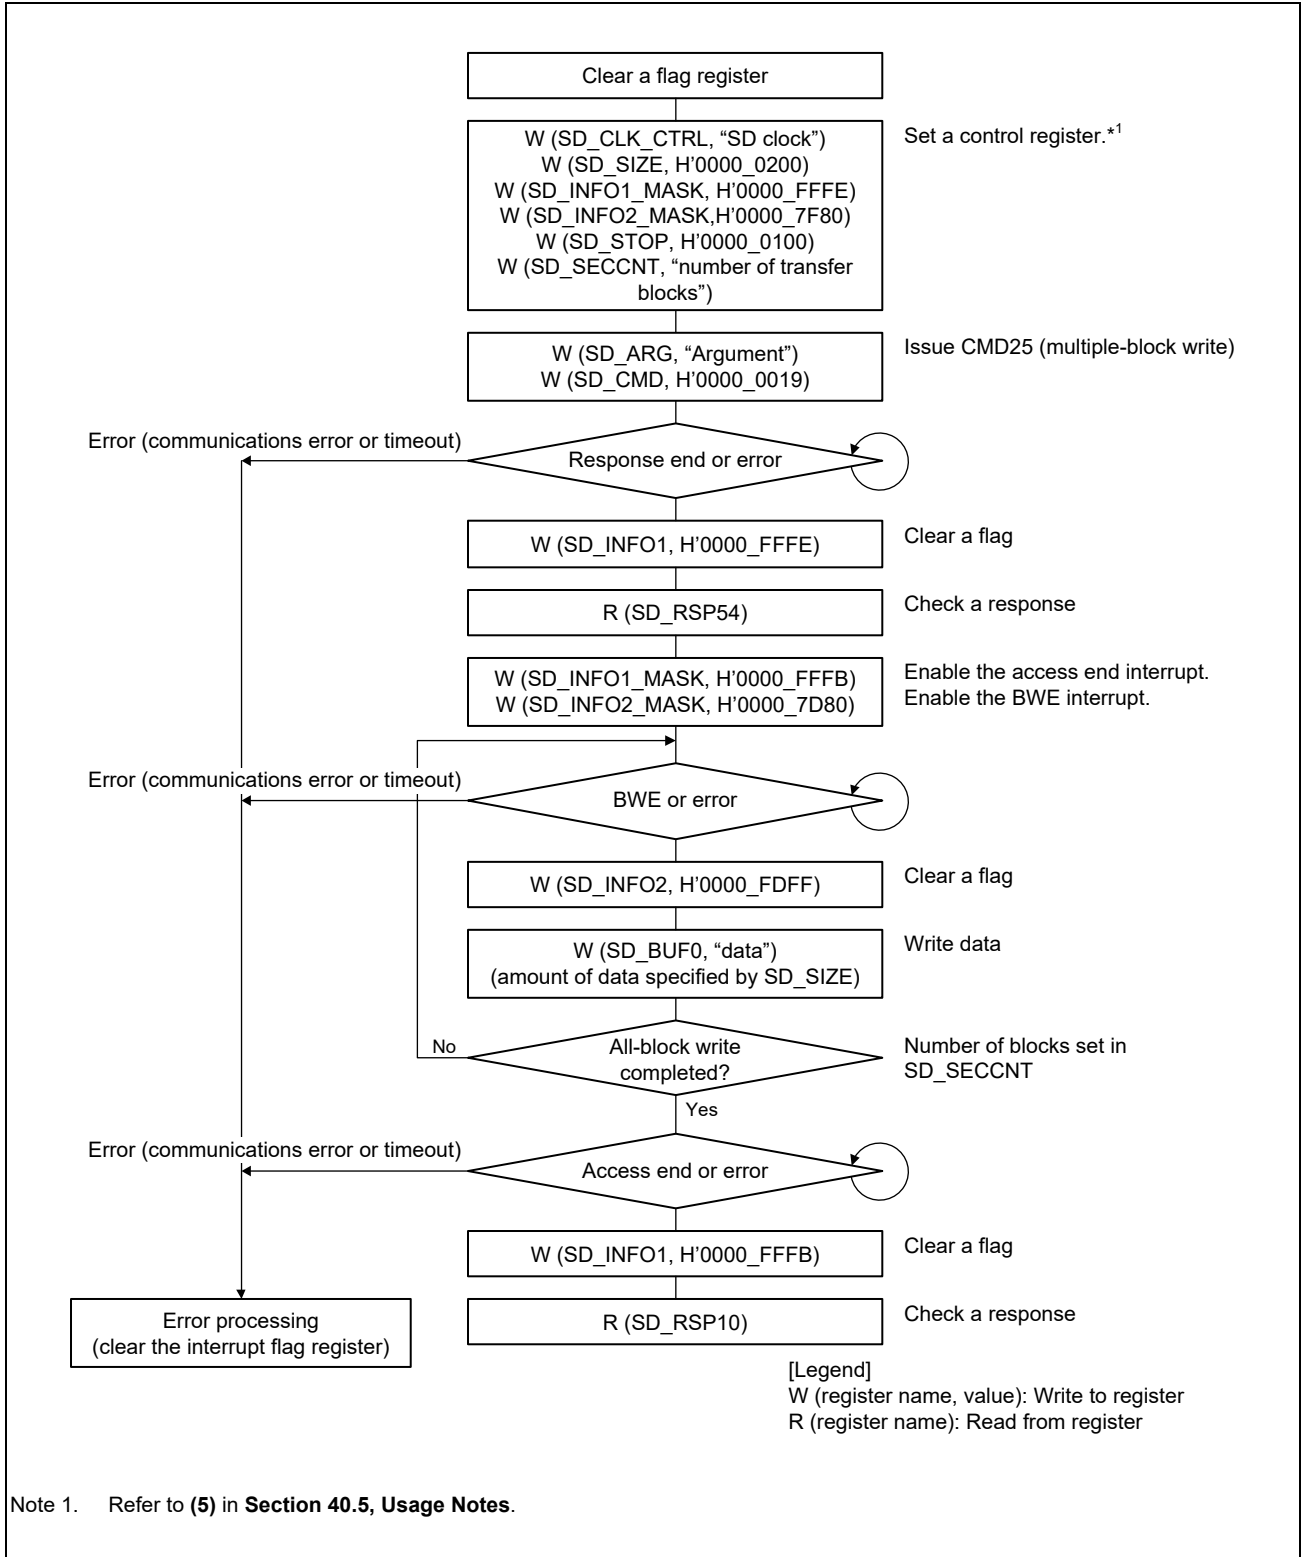 Clear a flag register
W (SD_CLK_CTRL, “SD clock”)
W (SD_SIZE, H’0000_0200)
W (SD_INFO1_MASK, H’0000_FFFE)
W (SD_INFO2_MASK,H’0000_7F80)
W (SD_STOP, H’0000_0100)
W (SD_SECCNT, “number of transfer
blocks”)
Set a control register.*1
W (SD_ARG, “Argument”)
W (SD_CMD, H’0000_0019)
Issue CMD25 (multiple-block write)
Error (communications error or timeout)
Response end or error
W (SD_INFO1, H’0000_FFFE)
Clear a flag
R (SD_RSP54)
Check a response
W (SD_INFO1_MASK, H’0000_FFFB)
W (SD_INFO2_MASK, H’0000_7D80)
Enable the access end interrupt.
Enable the BWE interrupt.
Error (communications error or timeout)
BWE or error
W (SD_INFO2, H’0000_FDFF)
Clear a flag
W (SD_BUF0, “data”)
(amount of data specified by SD_SIZE)
Write data
No
All-block write
completed?
Number of blocks set in
SD_SECCNT
Yes
Error (communications error or timeout)
Access end or error
W (SD_INFO1, H’0000_FFFB)
Clear a flag
Error processing
(clear the interrupt flag register)
R (SD_RSP10)
Check a response
[Legend]
W (register name, value): Write to register
R (register name): Read from register
Note 1. Refer to (5) in Section 40.5, Usage Notes.